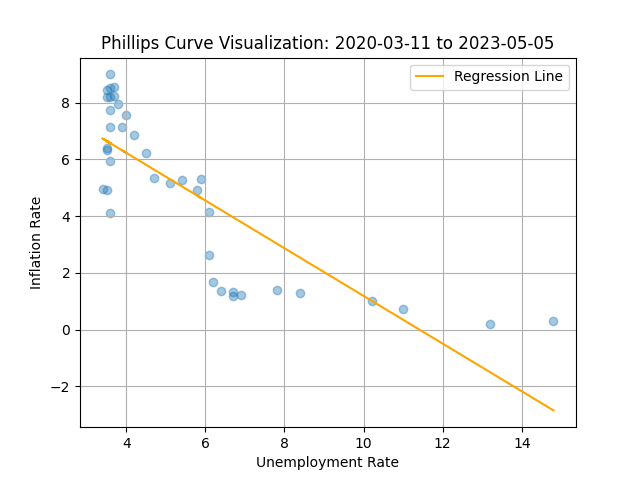 Phillips Curve Visualization: 2020-03-11 to 2023-05-05
Regression Line
8
6
4
2
0
−2
Inflation Rate
4 6 8 10 12 14
Unemployment Rate